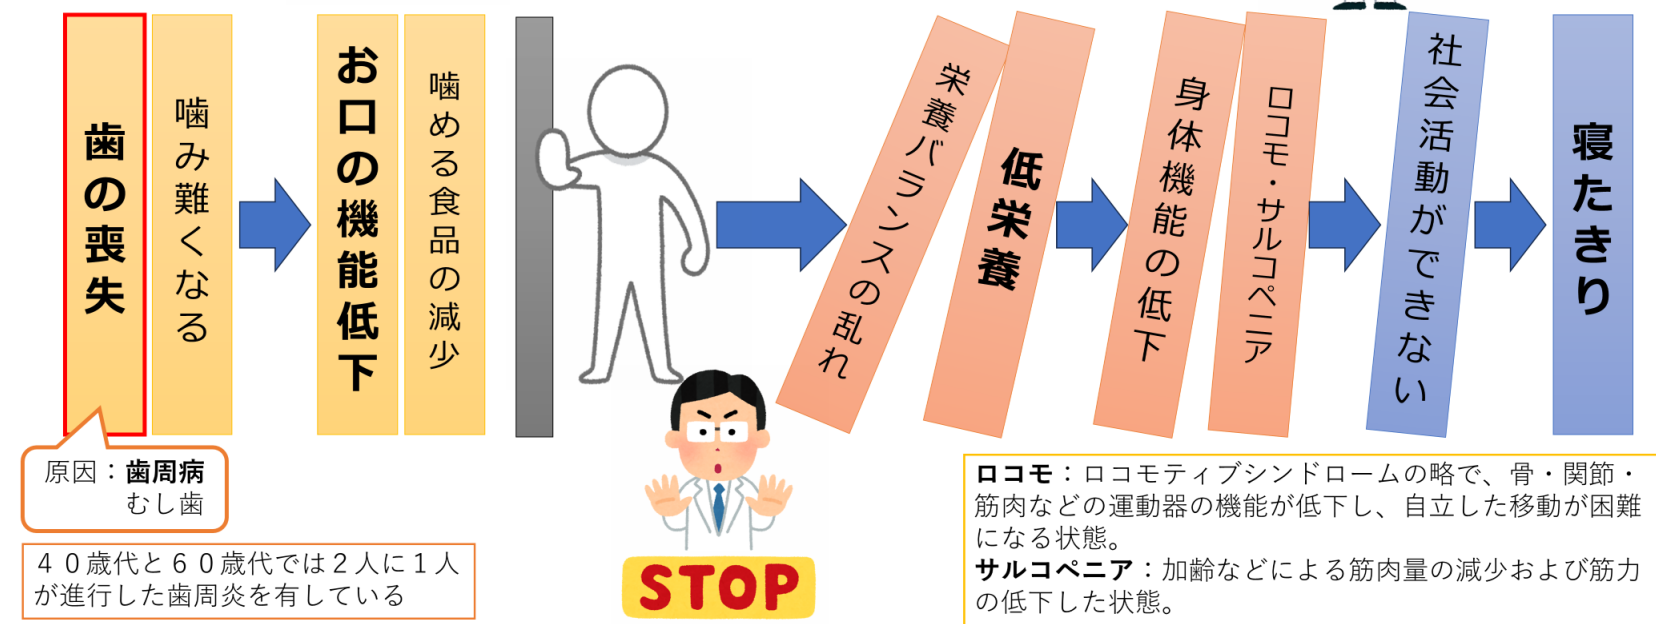 歯の喪失
噛み難くなる
お口の機能低下
噛める食品の減少
栄養バランスの乱れ
低栄養
身体機能の低下
ロコモ・サルコペニア
社会活動ができない
寝たきり
原因：歯周病
むし歯
４０歳代と６０歳代では２人に１人
が進行した歯周炎を有している
STOP
ロコモ：ロコモティブシンドロームの略で、骨・関節・
筋肉などの運動器の機能が低下し、自立した移動が困難
になる状態。
サルコペニア：加齢などによる筋肉量の減少および筋力
の低下した状態。